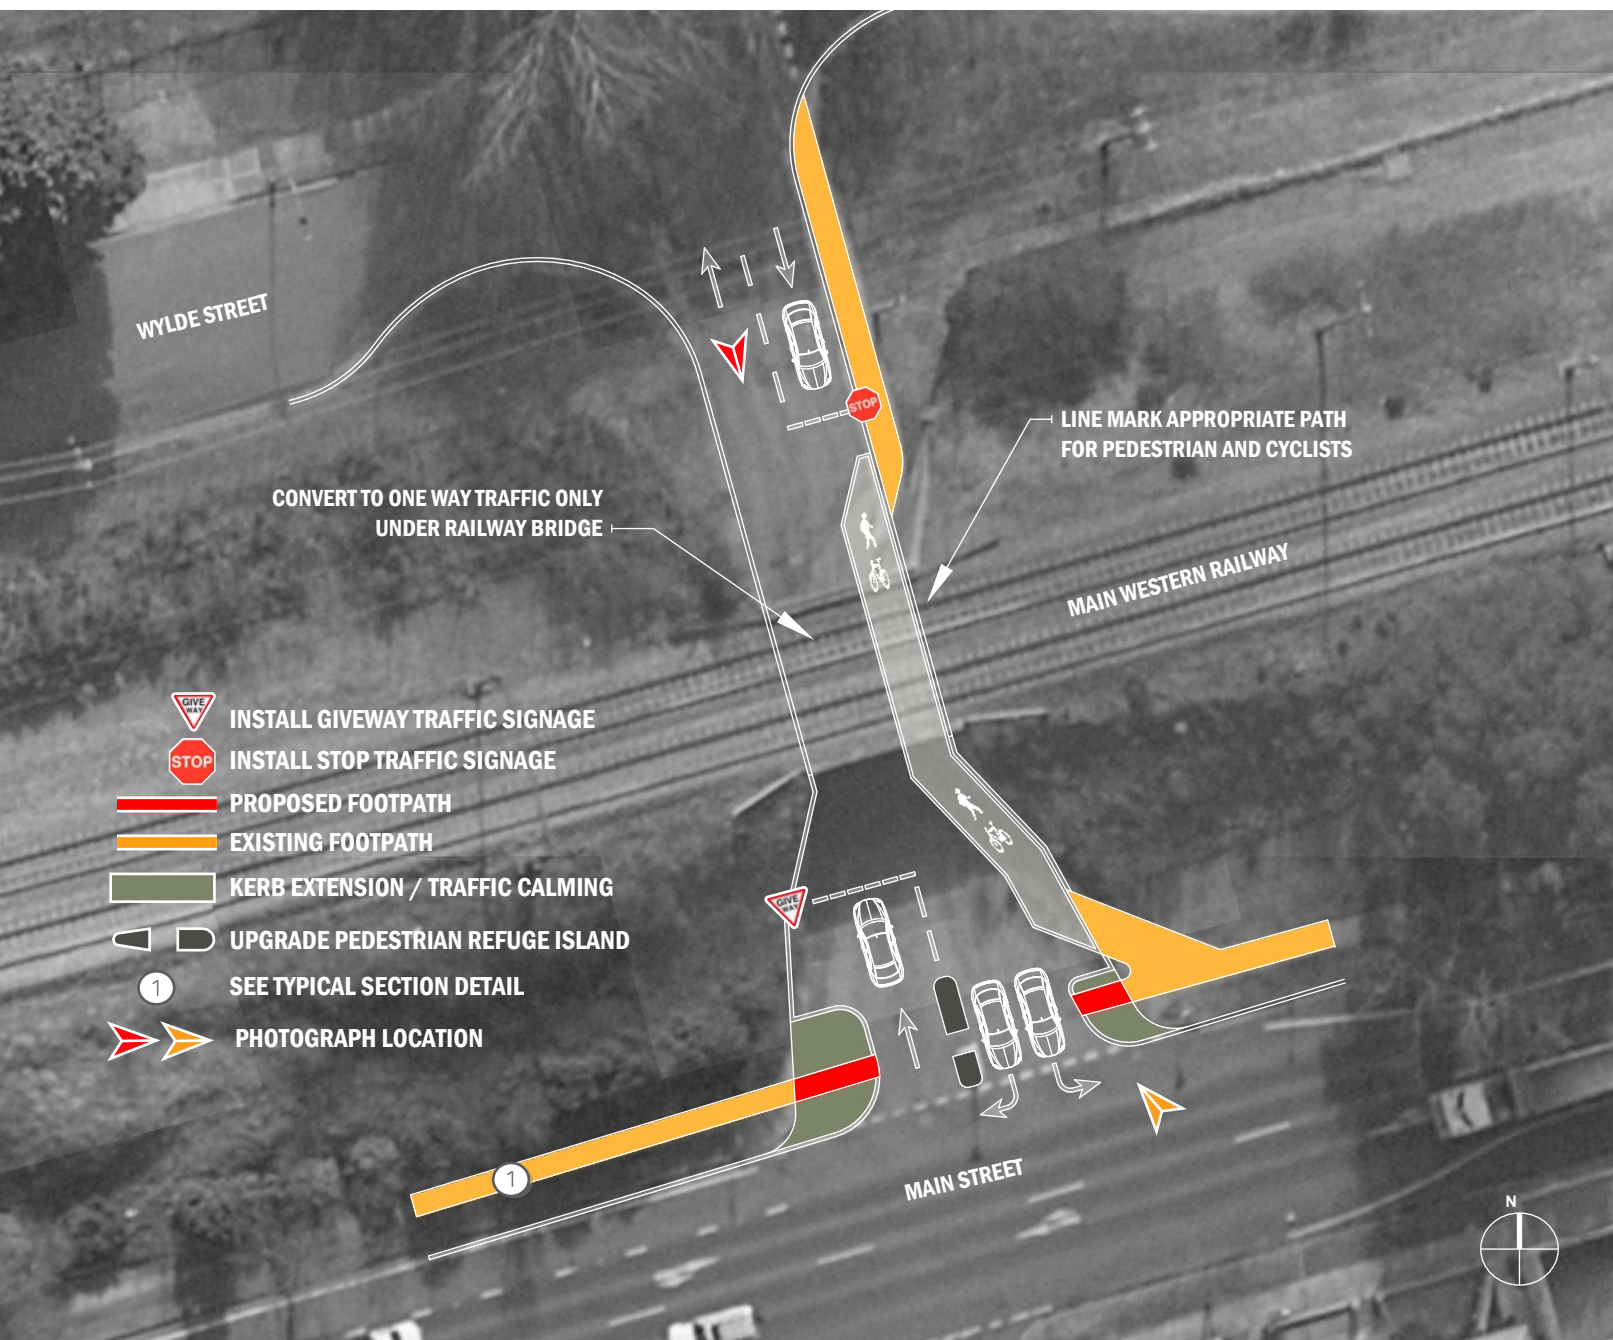 WYLDE STREET
STOP
LINE MARK APPROPRIATE PATH
FOR PEDESTRIAN AND CYCLISTS
CONVERT TO ONE WAY TRAFFIC ONLY
UNDER RAILWAY BRIDGE
MAIN WESTERN RAILWAY
GIVE
WAY
INSTALL GIVEWAY TRAFFIC SIGNAGE
STOP
INSTALL STOP TRAFFIC SIGNAGE
PROPOSED FOOTPATH
EXISTING FOOTPATH
KERB EXTENSION / TRAFFIC CALMING
GIVE
WAY
UPGRADE PEDESTRIAN REFUGE ISLAND
1
SEE TYPICAL SECTION DETAIL
PHOTOGRAPH LOCATION
1
MAIN STREET
N